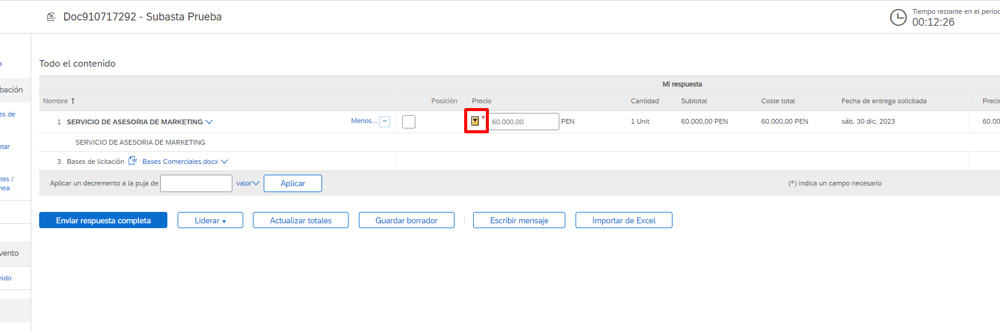 Doc910717292 - Subasta Prueba
Tiempo restante en el perio
00:12:26
a
bación
es de
otar
tes /
nea
vento
nido
Todo el contenido
Mi respuesta
Nombre ↑ Posición Precio Cantidad Subtotal Coste total Fecha de entrega solicitada Preci
1 SERVICIO DE ASESORIA DE MARKETING Menos... − * 60.000,00 PEN 1 Unit 60.000,00 PEN 60.000,00 PEN sáb, 30 dic, 2023 60.00
SERVICIO DE ASESORIA DE MARKETING
3 Bases de licitación Bases Comerciales.docx
Aplicar un decremento a la puja de valor Aplicar (*) indica un campo necesario
Enviar respuesta completa Liderar Actualizar totales Guardar borrador Escribir mensaje Importar de Excel